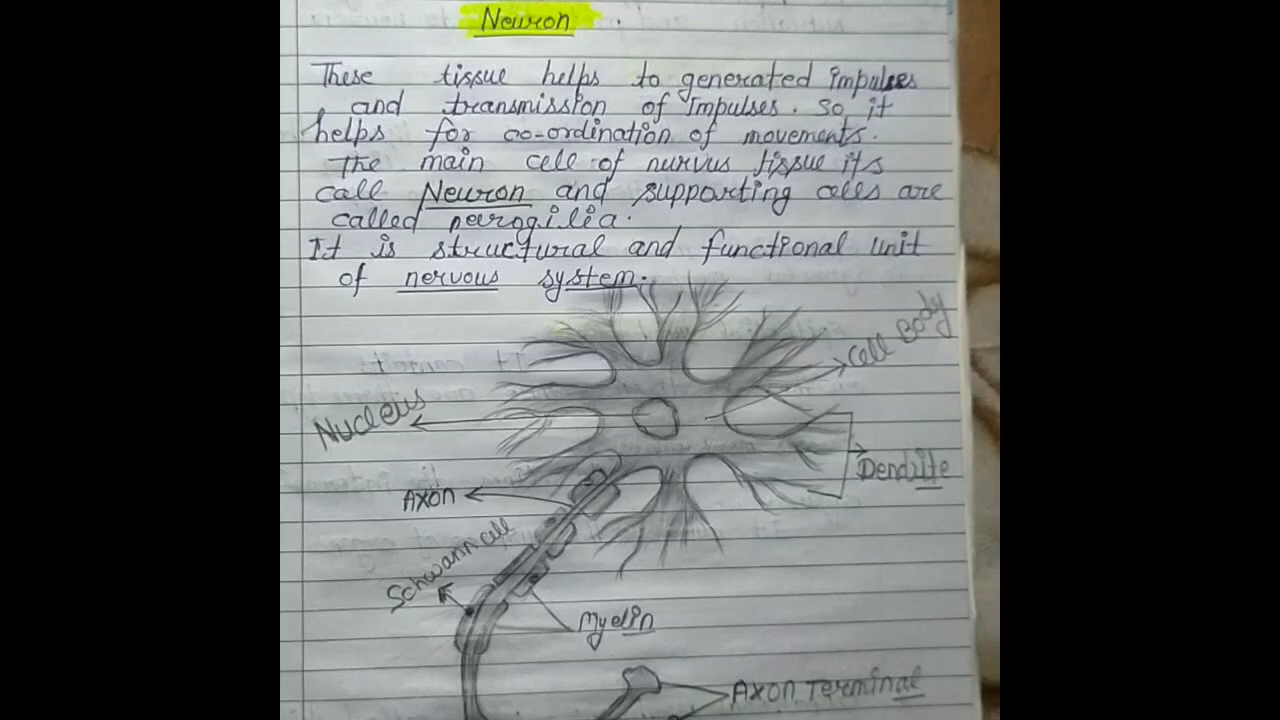 Neuron
These tissue helps to generated impulses
and transmission of Impulses. so it
helps for co-ordination of movements.
The main cell of nurvus tissue its
call Neuron and supporting cells are
called neurogilia.
It is structural and functional unit
of nervous system.
Cell Body
Nucleus
Dendrite
Axon
Schwann cell
Myelin
Axon Terminal